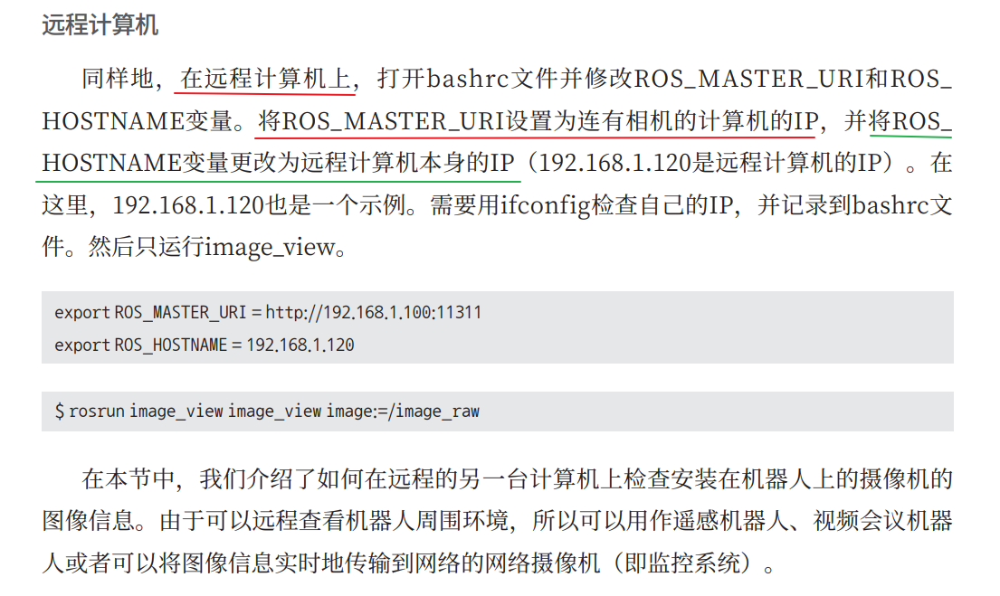 远程计算机
同样地，在远程计算机上，打开bashrc文件并修改ROS_MASTER_URI和ROS_
HOSTNAME变量。将ROS_MASTER_URI设置为连有相机的计算机的IP，并将ROS_
HOSTNAME变量更改为远程计算机本身的IP（192.168.1.120是远程计算机的IP）。在
这里，192.168.1.120也是一个示例。需要用ifconfig检查自己的IP，并记录到bashrc文
件。然后只运行image_view。
export ROS_MASTER_URI = http://192.168.1.100:11311
export ROS_HOSTNAME = 192.168.1.120
$ rosrun image_view image_view image:=/image_raw
在本节中，我们介绍了如何在远程的另一台计算机上检查安装在机器人上的摄像机的
图像信息。由于可以远程查看机器人周围环境，所以可以用作遥感机器人、视频会议机器
人或者可以将图像信息实时地传输到网络的网络摄像机（即监控系统）。